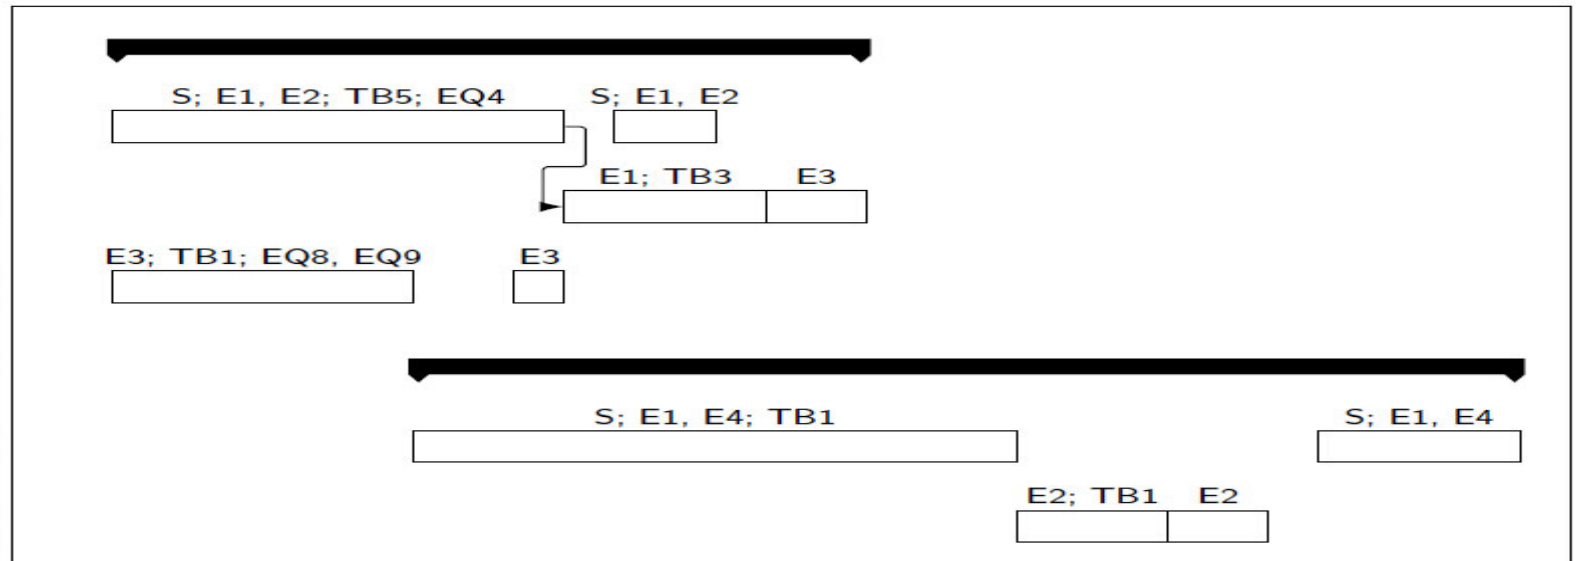 S; E1, E2; TB5; EQ4 S; E1, E2
E1; TB3 E3
E3; TB1; EQ8, EQ9 E3
S; E1, E4; TB1 S; E1, E4
E2; TB1 E2